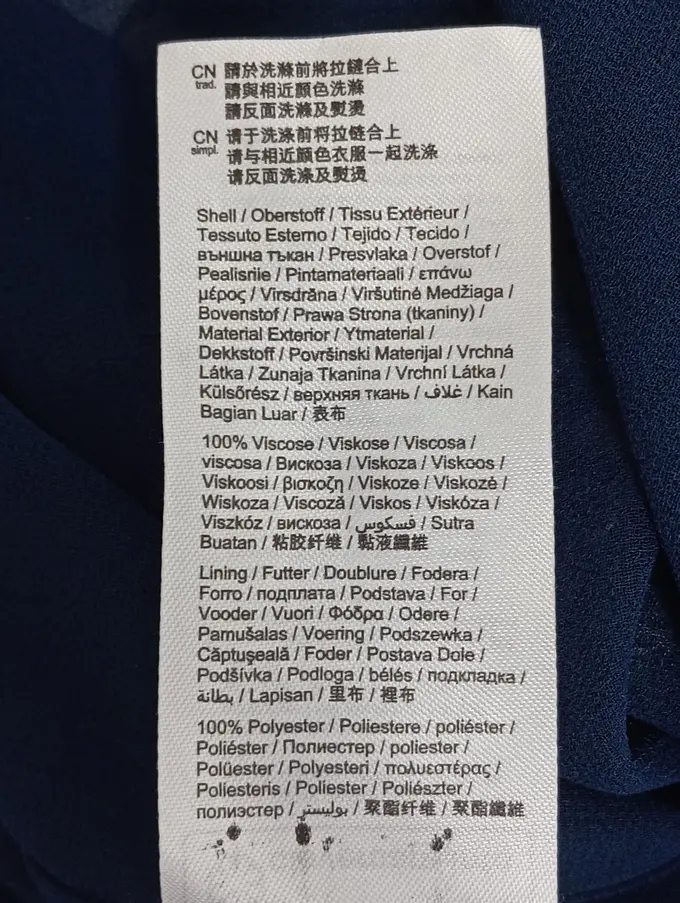 CN trad. 請於洗滌前將拉鏈合上
請與相近顏色洗滌
請反面洗滌及熨燙
CN simpl. 请于洗涤前将拉链合上
请与相近颜色衣服一起洗涤
请反面洗涤及熨烫
Shell / Oberstoff / Tissu Extérieur /
Tessuto Esterno / Tejido / Tecido /
външна тъкан / Presvlaka / Overstof /
Pealisriie / Pintamateriaali / επάνω
μέρος / Virsdrāna / Viršutinė Medžiaga /
Bovenstof / Prawa Strona (tkaniny) /
Material Exterior / Ytmaterial /
Dekkstoff / Površinski Materijal / Vrchná
Látka / Zunaja Tkanina / Vrchní Látka /
Külsőrész / верхняя ткань / غلاف / Kain
Bagian Luar / 表布
100% Viscose / Viskose / Viscosa /
viscosa / Вискоза / Viskoza / Viskoos /
Viskoosi / βισκοζη / Viskoze / Viskozė /
Wiskoza / Viscoză / Viskos / Viskóza /
Viszkóz / вискоза / فسكوس / Sutra
Buatan / 粘胶纤维 / 黏液纖維
Lining / Futter / Doublure / Fodera /
Forro / подплата / Podstava / For /
Vooder / Vuori / Φόδρα / Odere /
Pamušalas / Voering / Podszewka /
Căptuşeală / Foder / Postava Dole /
Podšívka / Podloga / bélés / подкладка /
بطانة / Lapisan / 里布 / 裡布
100% Polyester / Poliestere / poliéster /
Poliéster / Полиестер / poliester /
Polüester / Polyesteri / πολυεστέρας /
Poliesteris / Poliester / Poliészter /
полиэстер / بوليستر / 聚酯纤维 / 聚酯纖維